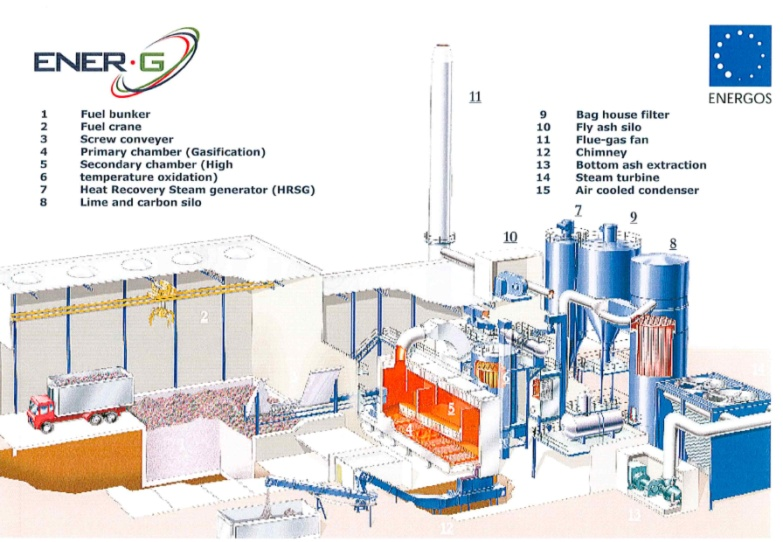 ENER·G
ENERGOS
1 Fuel bunker
2 Fuel crane
3 Screw conveyer
4 Primary chamber (Gasification)
5 Secondary chamber (High
6 temperature oxidation)
7 Heat Recovery Steam generator (HRSG)
8 Lime and carbon silo
9 Bag house filter
10 Fly ash silo
11 Flue-gas fan
12 Chimney
13 Bottom ash extraction
14 Steam turbine
15 Air cooled condenser
11
7
9
10
8
2
5
4
12
13